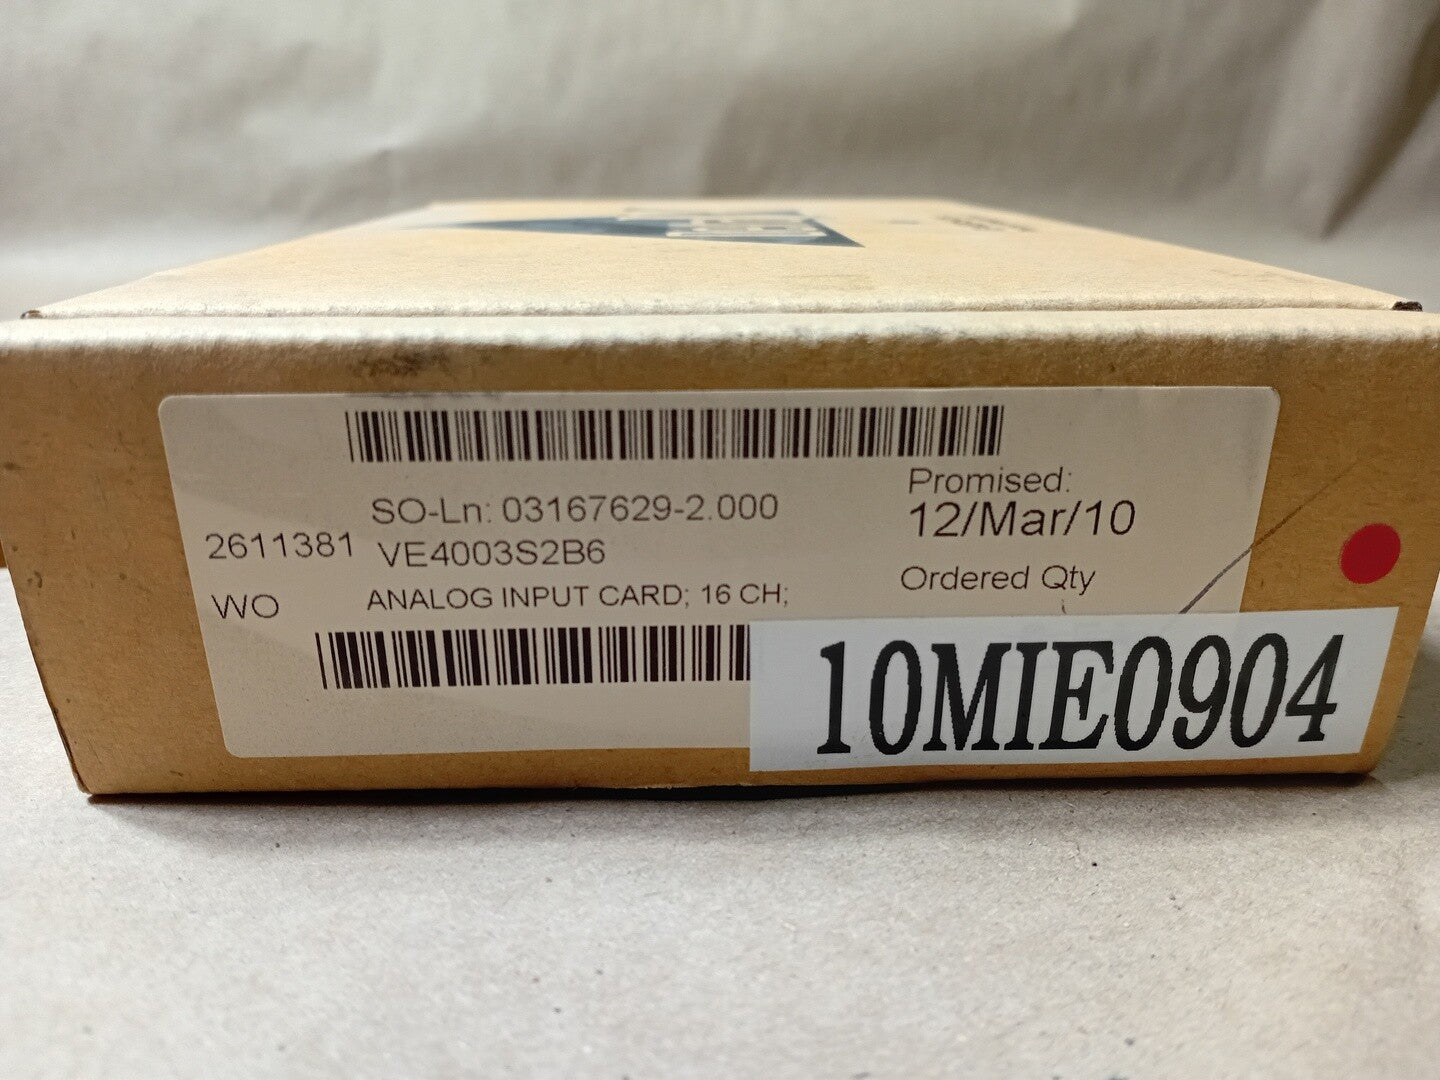 SO-Ln: 03167629-2.000
Promised:
12/Mar/10
2611381 VE4003S2B6
Ordered Qty
WO ANALOG INPUT CARD; 16 CH;
10MIE0904